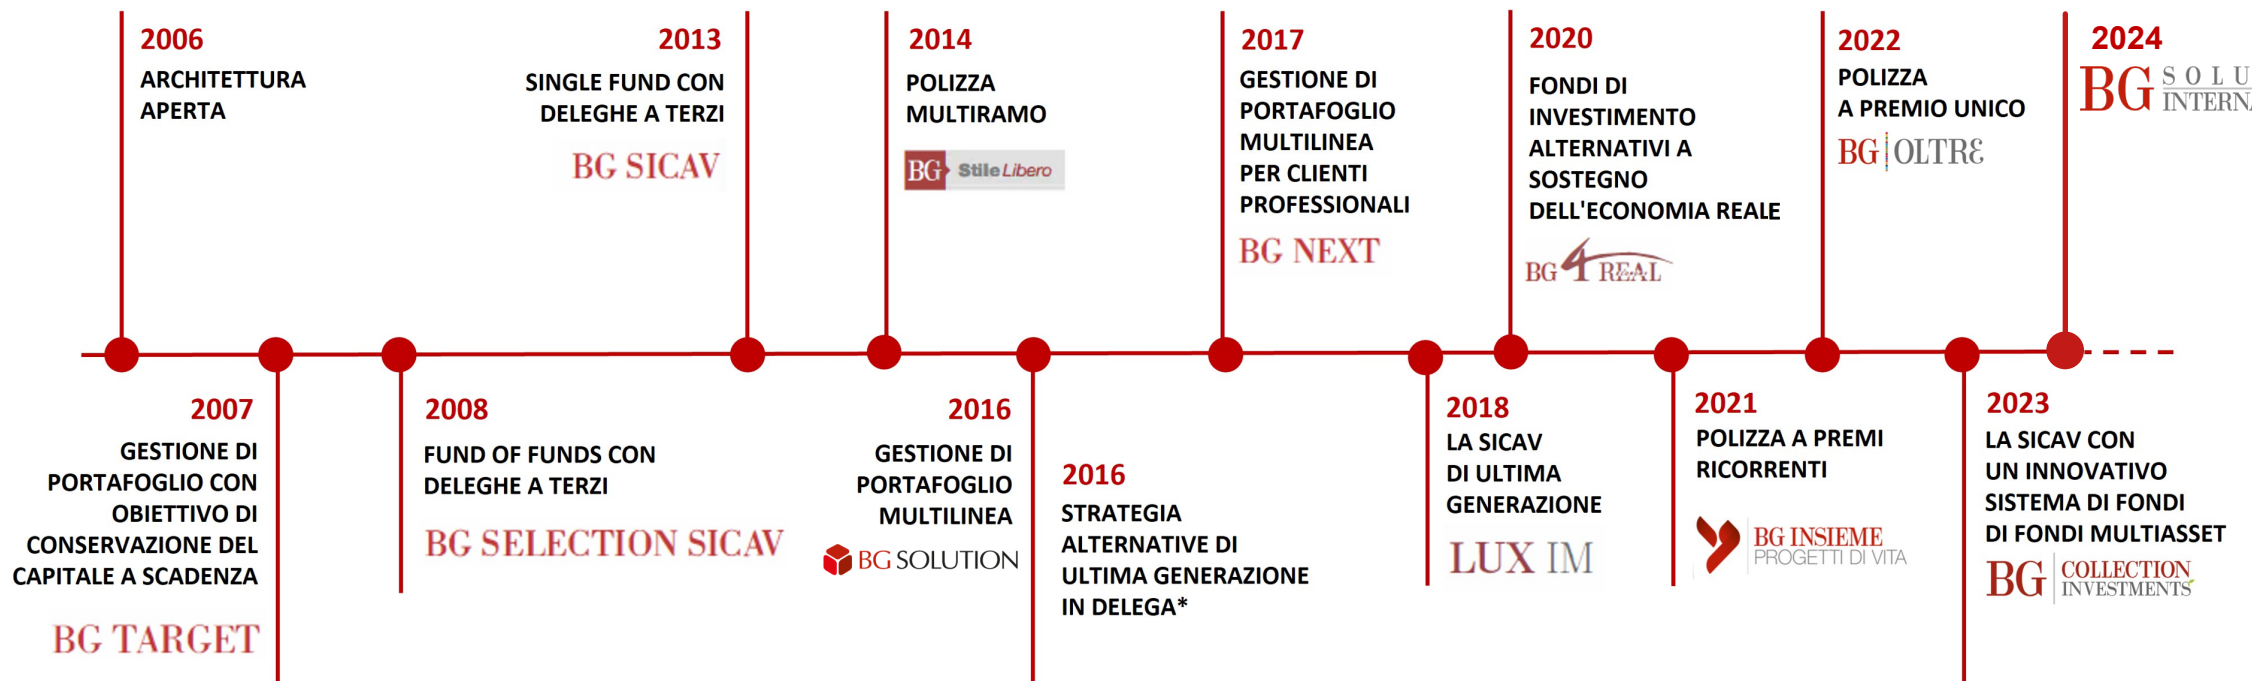 2006
ARCHITETTURA
APERTA
2013
SINGLE FUND CON
DELEGHE A TERZI
BG SICAV
2014
POLIZZA
MULTIRAMO
BG Stile Libero
2017
GESTIONE DI
PORTAFOGLIO
MULTILINEA
PER CLIENTI
PROFESSIONALI
BG NEXT
2020
FONDI DI
INVESTIMENTO
ALTERNATIVI A
SOSTEGNO
DELL'ECONOMIA REALE
BG 4 REAL
2022
POLIZZA
A PREMIO UNICO
BG OLTRƐ
2024
BG SOLU
INTERN
2007
GESTIONE DI
PORTAFOGLIO CON
OBIETTIVO DI
CONSERVAZIONE DEL
CAPITALE A SCADENZA
BG TARGET
2008
FUND OF FUNDS CON
DELEGHE A TERZI
BG SELECTION SICAV
2016
GESTIONE DI
PORTAFOGLIO
MULTILINEA
BG SOLUTION
2016
STRATEGIA
ALTERNATIVE DI
ULTIMA GENERAZIONE
IN DELEGA*
2018
LA SICAV
DI ULTIMA
GENERAZIONE
LUX IM
2021
POLIZZA A PREMI
RICORRENTI
BG INSIEME
PROGETTI DI VITA
2023
LA SICAV CON
UN INNOVATIVO
SISTEMA DI FONDI
DI FONDI MULTIASSET
BG COLLECTION
INVESTMENTS